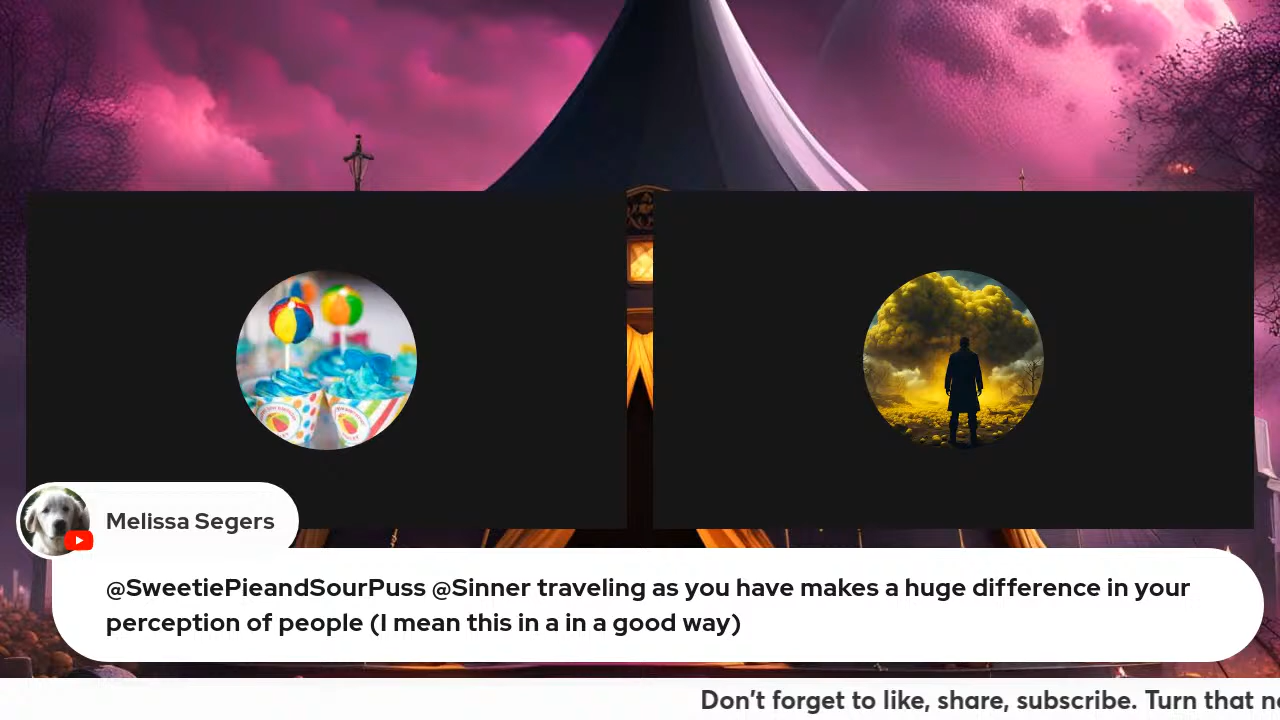 Melissa Segers
@SweetiePieandSourPuss @Sinner traveling as you have makes a huge difference in your
perception of people (I mean this in a in a good way)
Don't forget to like, share, subscribe. Turn that